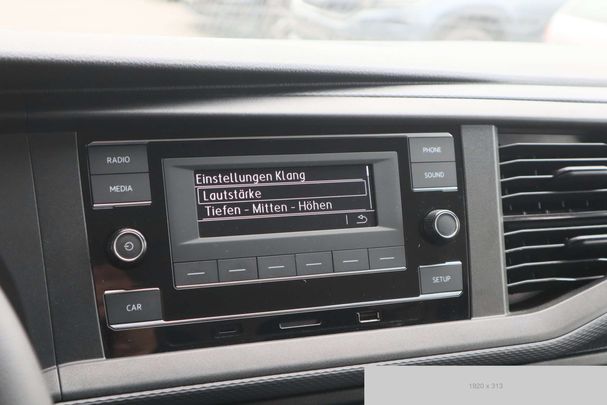 RADIO
MEDIA
Einstellungen Klang
Lautstärke
Tiefen - Mitten - Höhen
PHONE
SOUND
CAR
SETUP
1920 x 313